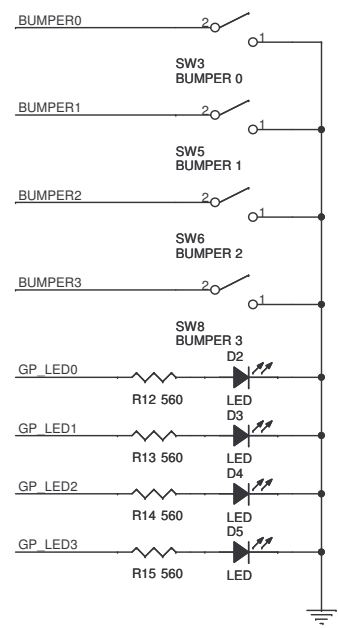 BUMPER0
2
1
SW3
BUMPER 0
BUMPER1
2
1
SW5
BUMPER 1
BUMPER2
2
1
SW6
BUMPER 2
BUMPER3
2
1
SW8
BUMPER 3
D2
GP_LED0
R12 560
LED
D3
GP_LED1
R13 560
LED
D4
GP_LED2
R14 560
LED
D5
GP_LED3
R15 560
LED